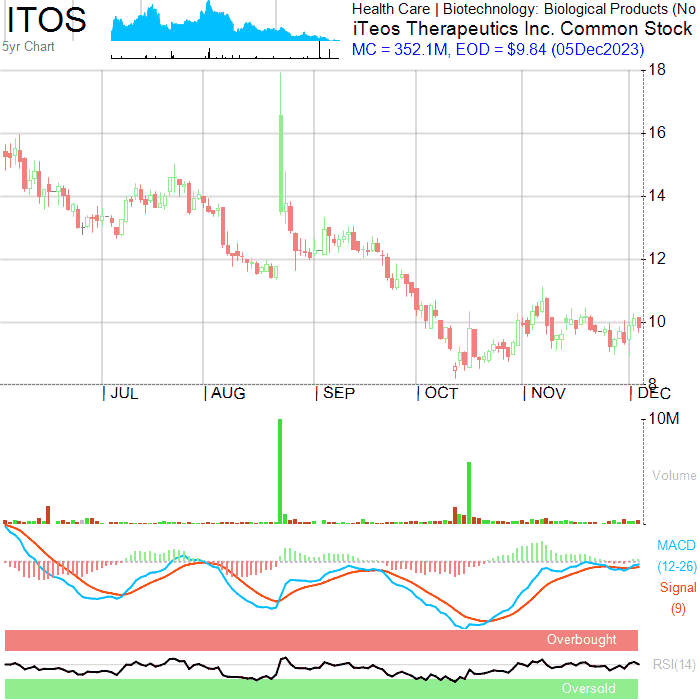 ITOS
5yr Chart
Health Care | Biotechnology: Biological Products (No
iTeos Therapeutics Inc. Common Stock
MC = 352.1M, EOD = $9.84 (05Dec2023)
18
16
14
12
10
8
JUL AUG SEP OCT NOV DEC
10M
Volume
MACD
(12-26)
Signal
(9)
Overbought
RSI(14)
Oversold